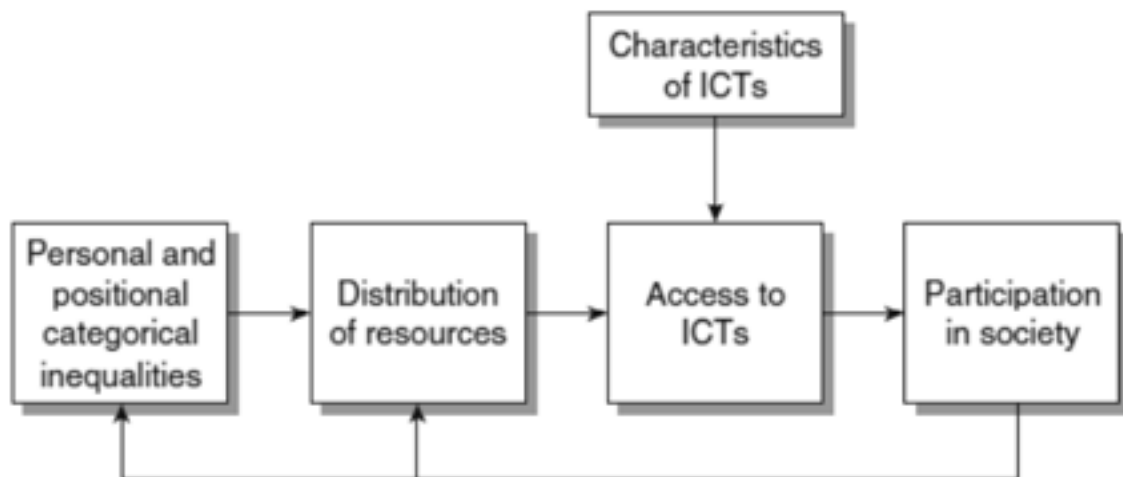 Characteristics
of ICTs
Personal and
positional
categorical
inequalities
Distribution
of resources
Access to
ICTs
Participation
in society